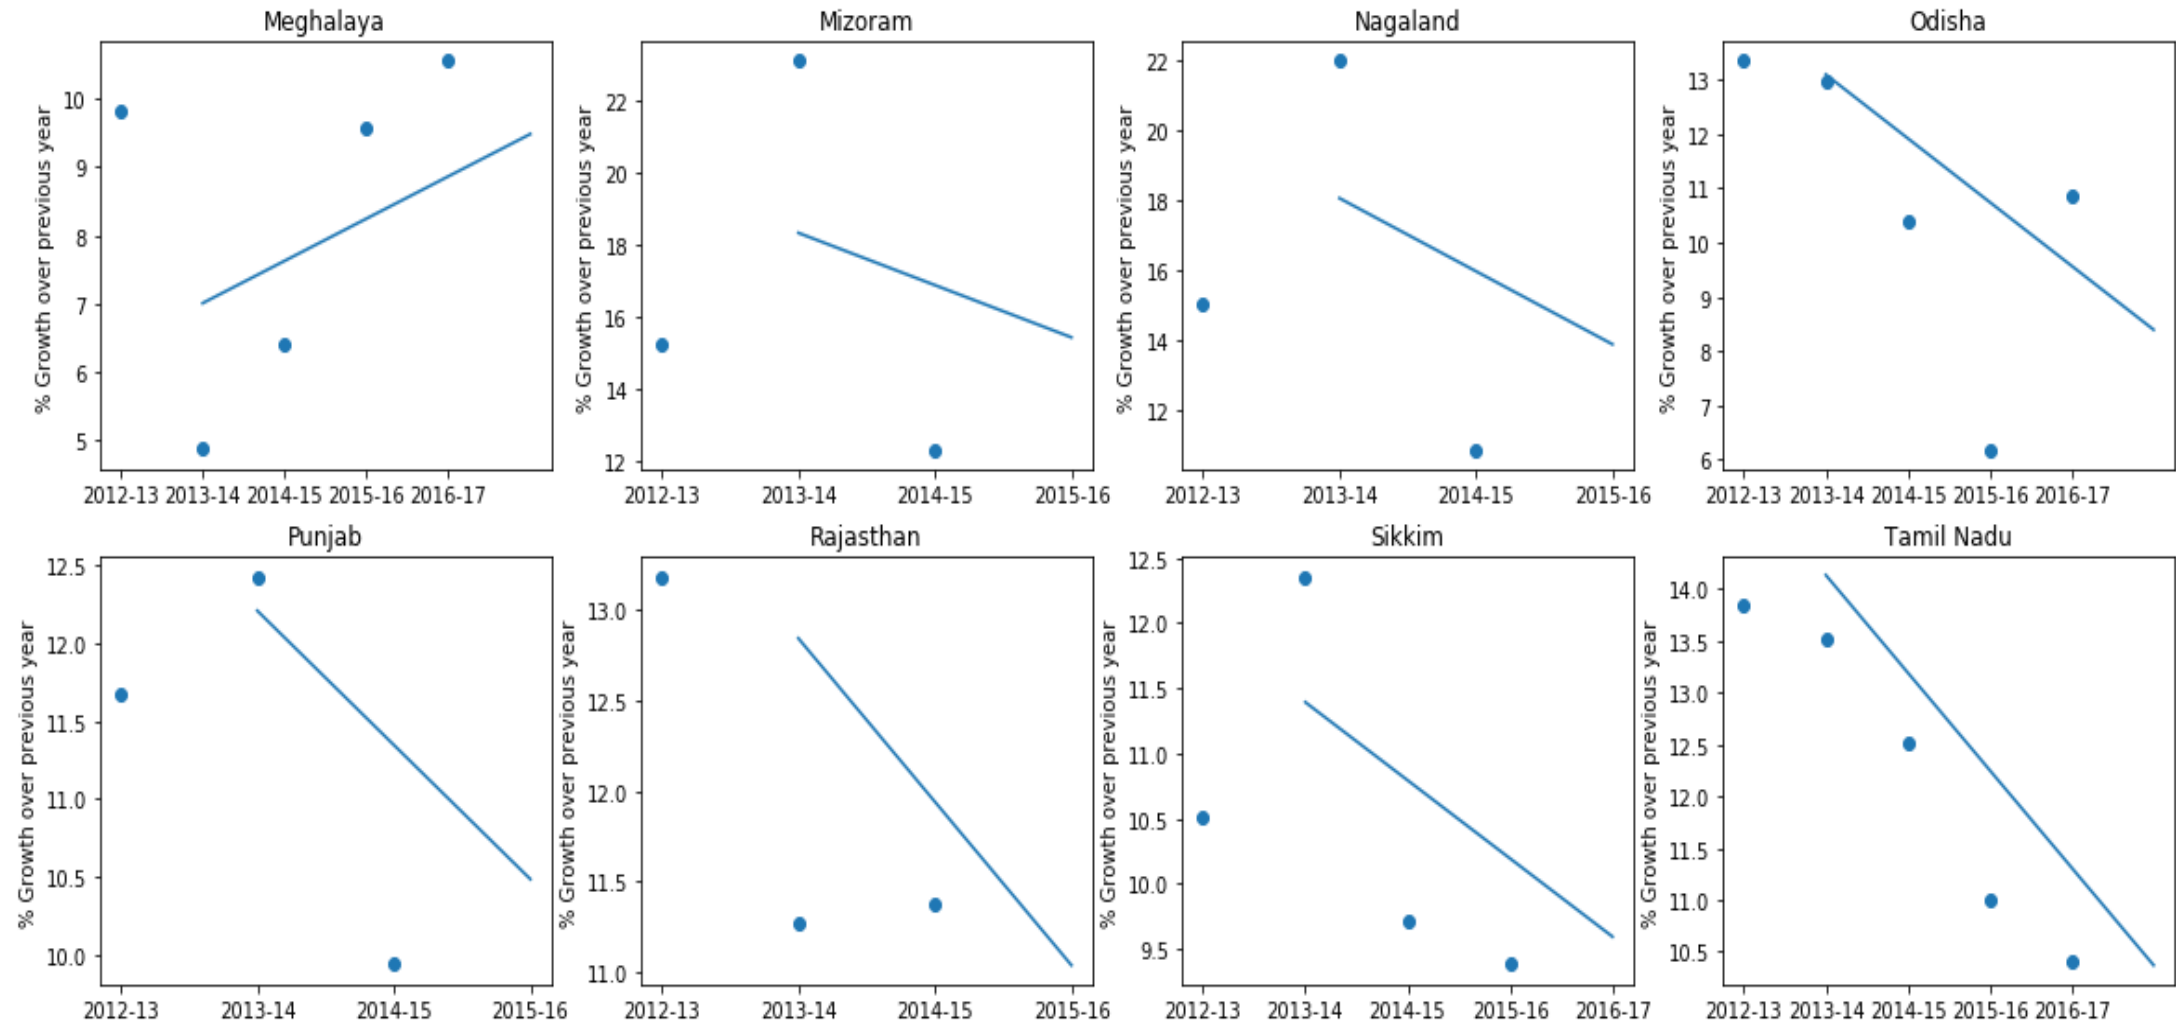 Meghalaya
% Growth over previous year
10
9
8
7
6
5
2012-13 2013-14 2014-15 2015-16 2016-17
Mizoram
% Growth over previous year
22
20
18
16
14
12
2012-13 2013-14 2014-15 2015-16
Nagaland
% Growth over previous year
22
20
18
16
14
12
2012-13 2013-14 2014-15 2015-16
Odisha
% Growth over previous year
13
12
11
10
9
8
7
6
2012-13 2013-14 2014-15 2015-16 2016-17
Punjab
% Growth over previous year
12.5
12.0
11.5
11.0
10.5
10.0
2012-13 2013-14 2014-15 2015-16
Rajasthan
% Growth over previous year
13.0
12.5
12.0
11.5
11.0
2012-13 2013-14 2014-15 2015-16
Sikkim
% Growth over previous year
12.5
12.0
11.5
11.0
10.5
10.0
9.5
2012-13 2013-14 2014-15 2015-16 2016-17
Tamil Nadu
% Growth over previous year
14.0
13.5
13.0
12.5
12.0
11.5
11.0
10.5
2012-13 2013-14 2014-15 2015-16 2016-17